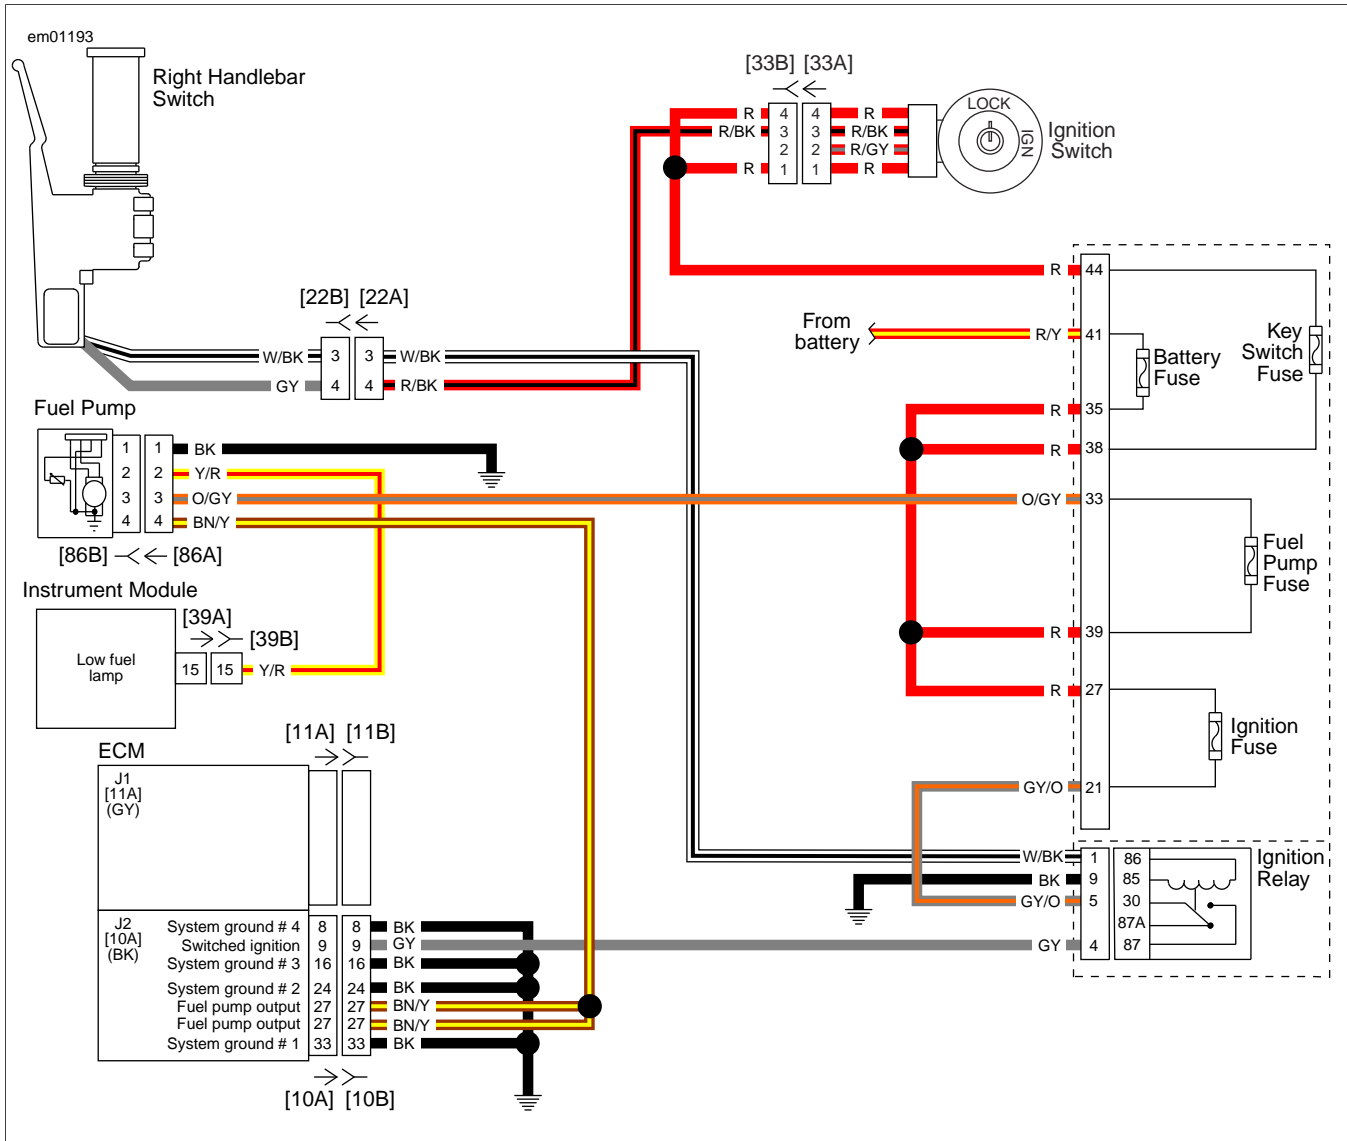 em01193
Right Handlebar
Switch
[33B] [33A]
R 4 4 R
R/BK 3 3 R/BK
2 2 R/GY
R 1 1 R
LOCK
IGN
Ignition
Switch
[22B] [22A]
W/BK 3 3 W/BK
GY 4 4 R/BK
From
battery
R 44
R/Y 41
R 35
R 38
O/GY 33
R 39
R 27
GY/O 21
Key
Switch
Fuse
Battery
Fuse
Fuel
Pump
Fuse
Ignition
Fuse
Fuel Pump
1 1 BK
2 2 Y/R
3 3 O/GY
4 4 BN/Y
[86B] [86A]
Instrument Module
[39A]
[39B]
Low fuel
lamp
15 15 Y/R
[11A] [11B]
ECM
J1
[11A]
(GY)
W/BK 1 86
BK 9 85
GY/O 5 30
87A
GY 4 87
Ignition
Relay
J2
[10A]
(BK)
System ground # 4 8 8 BK
Switched ignition 9 9 GY
System ground # 3 16 16 BK
System ground # 2 24 24 BK
Fuel pump output 27 27 BN/Y
Fuel pump output 27 27 BN/Y
System ground # 1 33 33 BK
[10A] [10B]